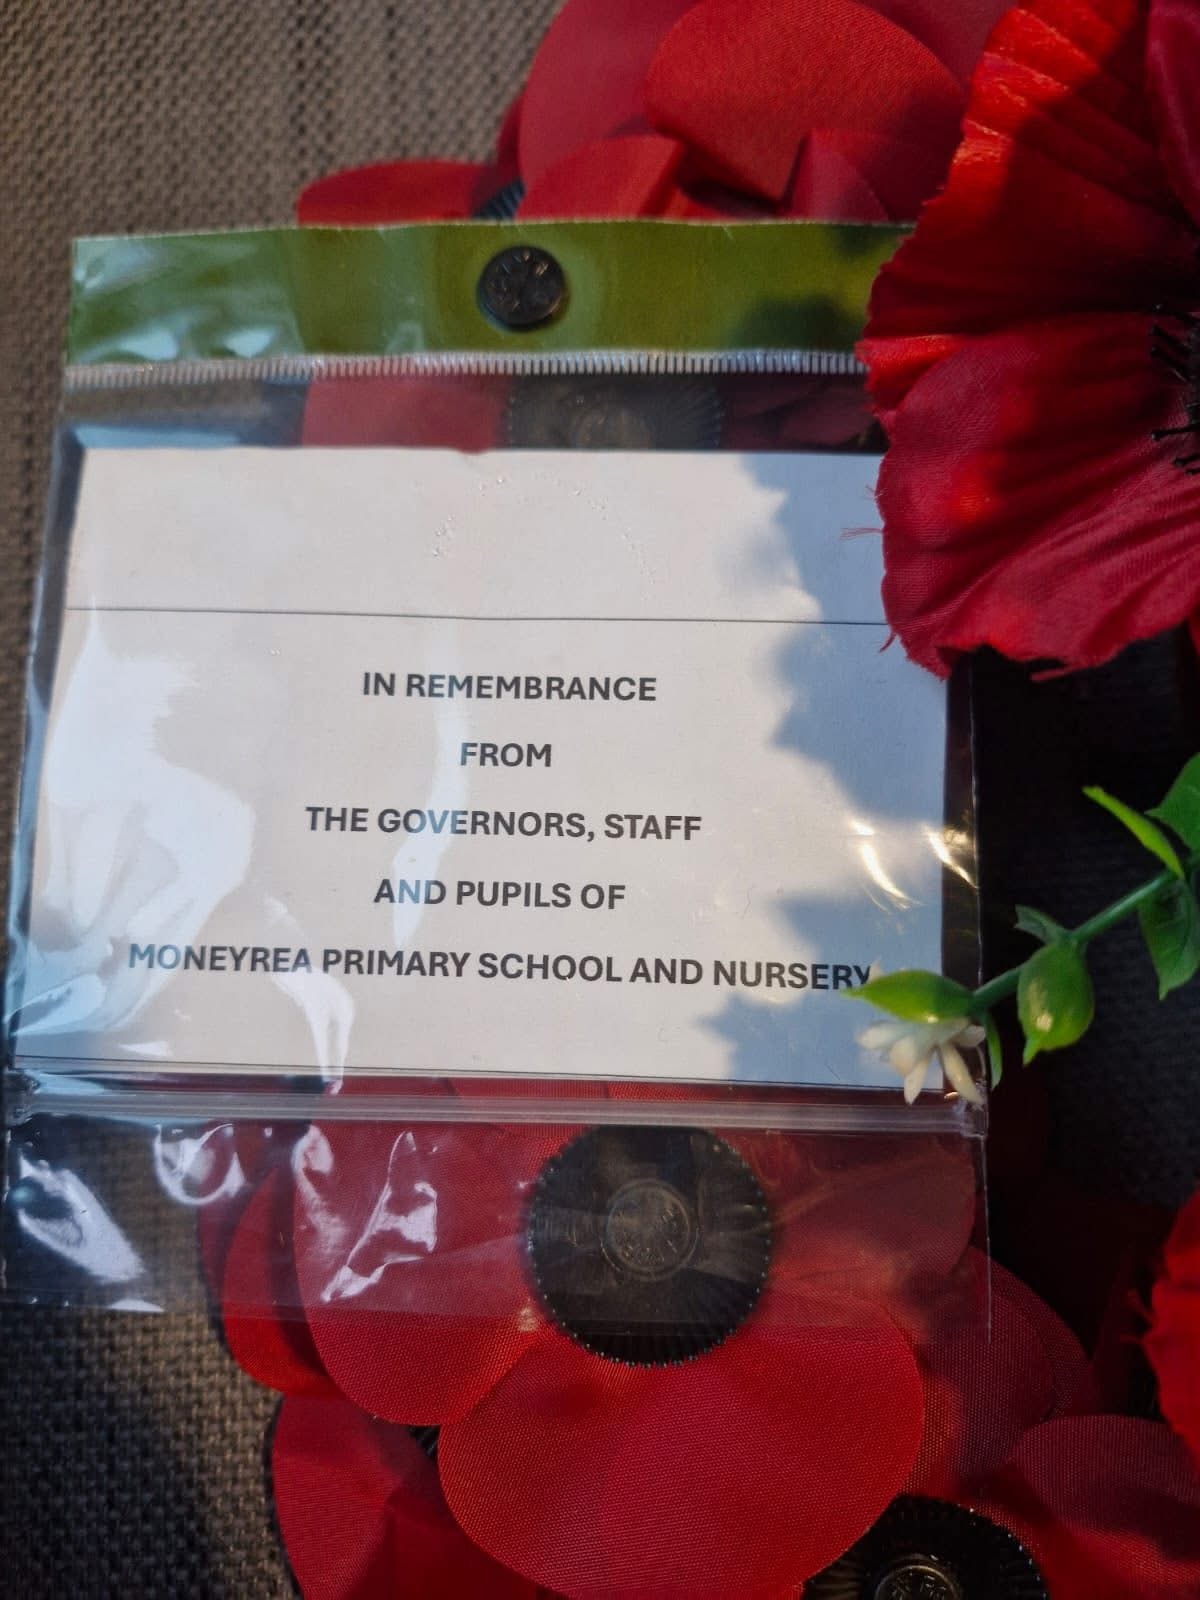 IN REMEMBRANCE
FROM
THE GOVERNORS, STAFF
AND PUPILS OF
MONEYREA PRIMARY SCHOOL AND NURSERY